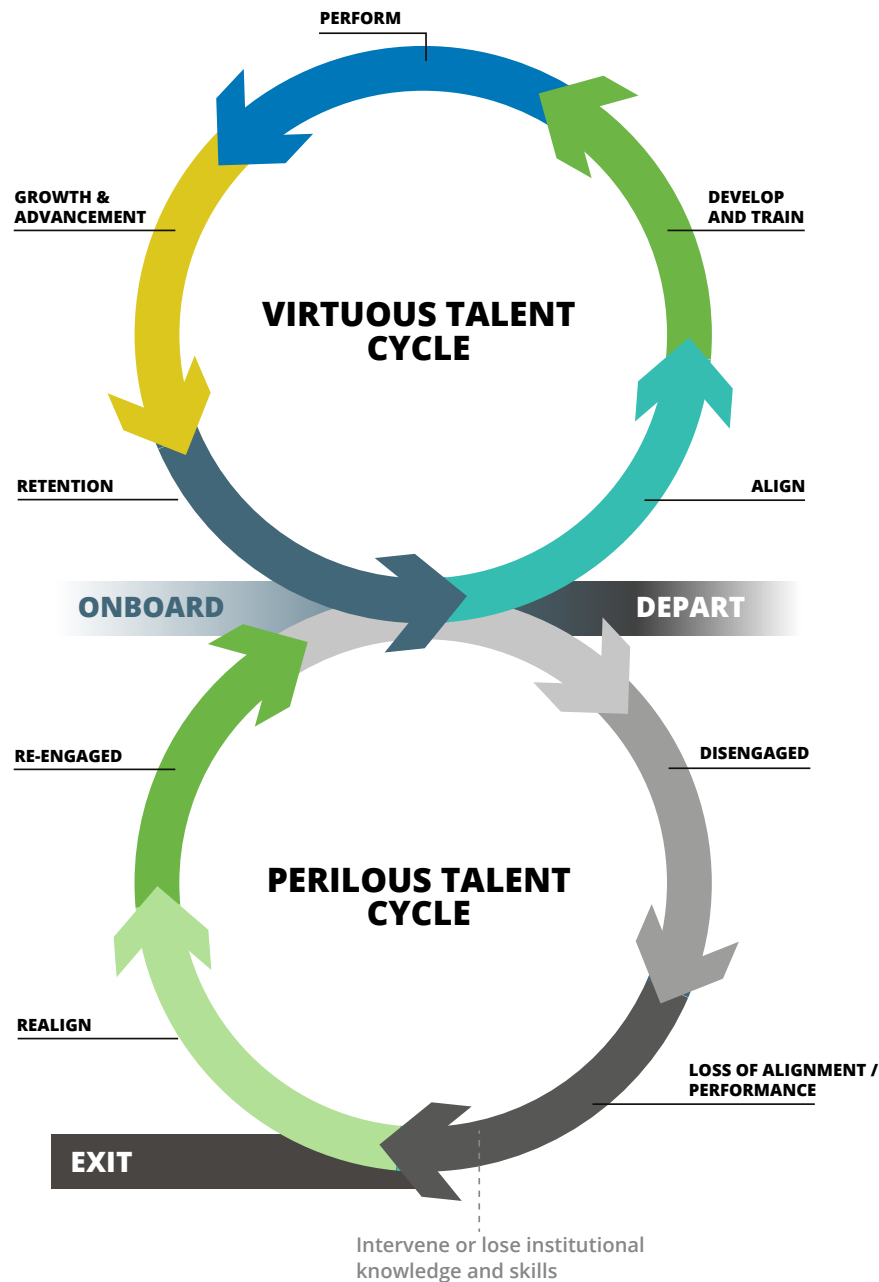 PERFORM
GROWTH &
ADVANCEMENT
DEVELOP
AND TRAIN
VIRTUOUS TALENT
CYCLE
RETENTION
ALIGN
ONBOARD
DEPART
RE-ENGAGED
DISENGAGED
PERILOUS TALENT
CYCLE
REALIGN
LOSS OF ALIGNMENT /
PERFORMANCE
EXIT
Intervene or lose institutional
knowledge and skills